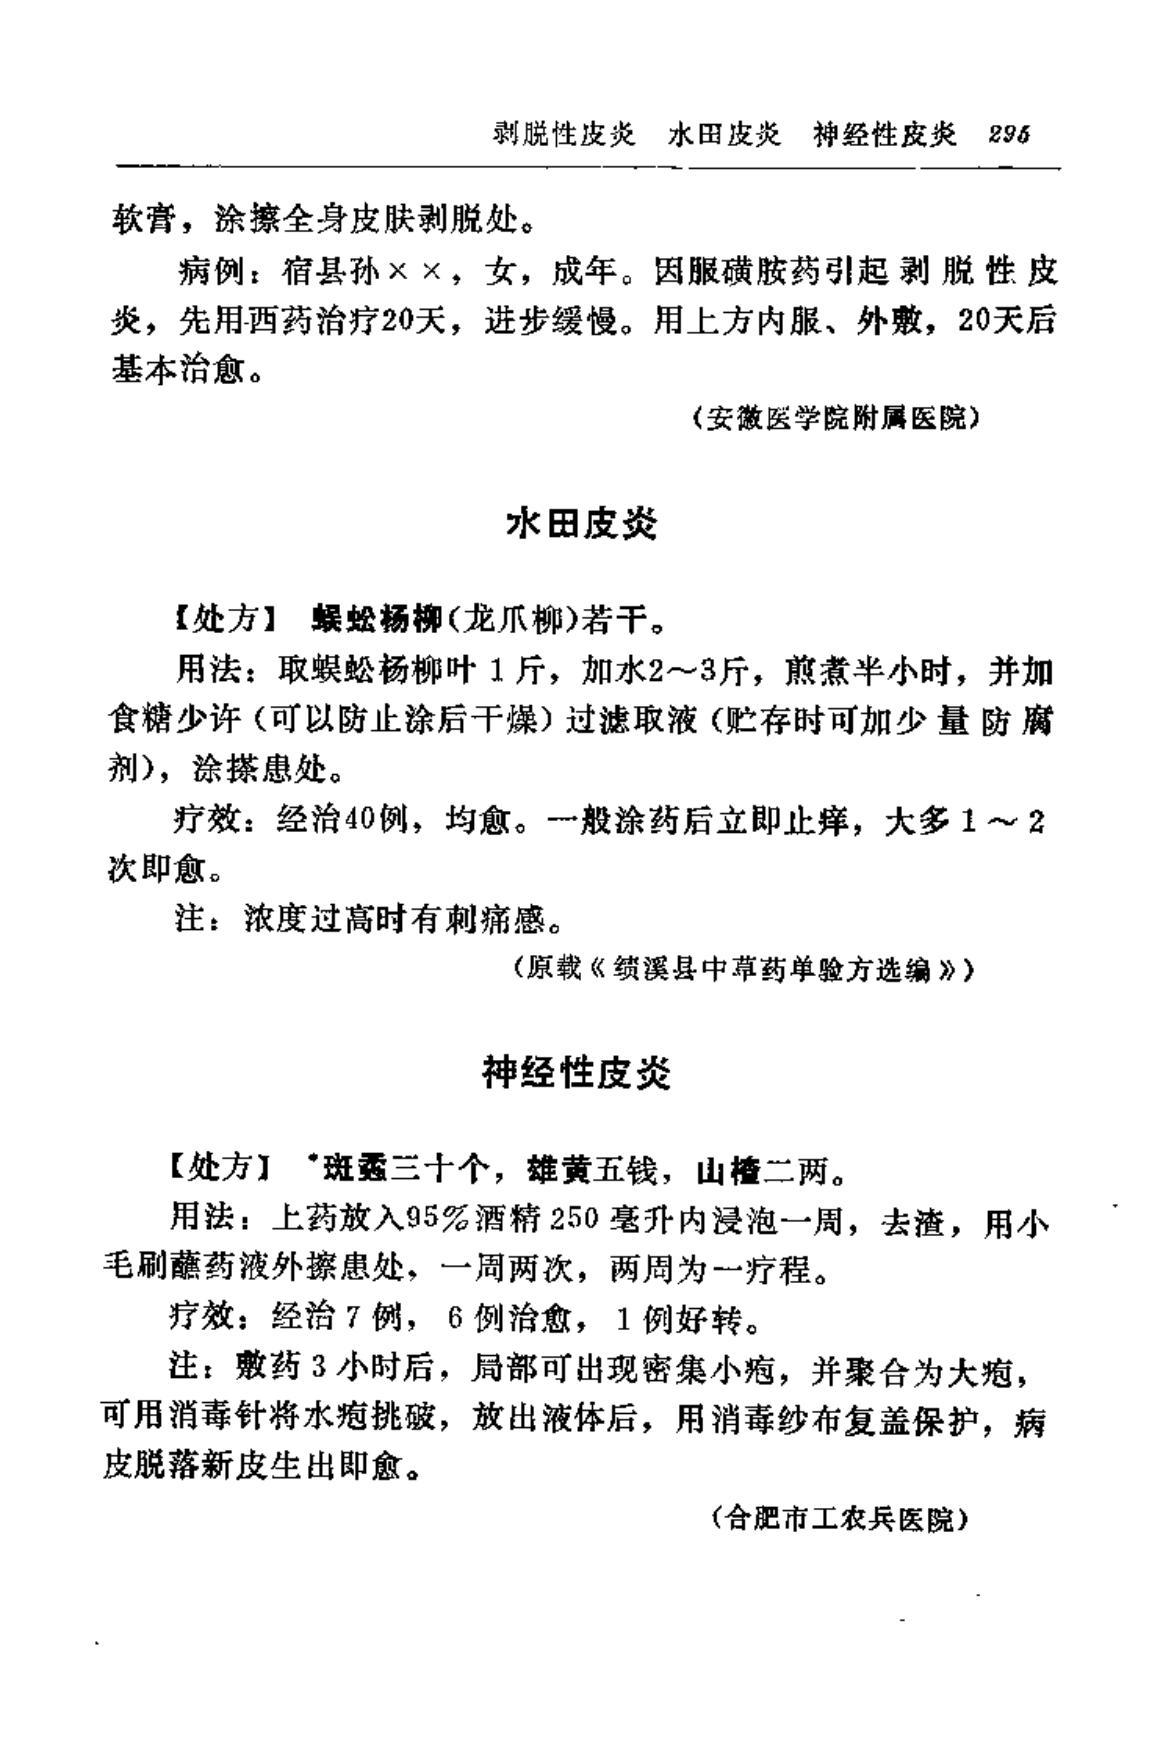 剥脱性皮炎　水田皮炎　神经性皮炎　295
软膏，涂擦全身皮肤剥脱处。
病例：宿县孙××，女，成年。因服磺胺药引起剥脱性皮
炎，先用西药治疗20天，进步缓慢。用上方内服、外敷，20天后
基本治愈。
（安徽医学院附属医院）
水田皮炎
【处方】 蜈蚣杨柳(龙爪柳)若干。
用法：取蜈蚣杨柳叶1斤，加水2～3斤，煎煮半小时，并加
食糖少许（可以防止涂后干燥）过滤取液（贮存时可加少量防腐
剂），涂搽患处。
疗效：经治40例，均愈。一般涂药后立即止痒，大多1～2
次即愈。
注：浓度过高时有刺痛感。
（原载《绩溪县中草药单验方选编》）
神经性皮炎
【处方】 *斑蝥三十个，雄黄五钱，山楂二两。
用法：上药放入95%酒精250毫升内浸泡一周，去渣，用小
毛刷蘸药液外擦患处，一周两次，两周为一疗程。
疗效：经治7例，6例治愈，1例好转。
注：敷药3小时后，局部可出现密集小疱，并聚合为大疱，
可用消毒针将水疱挑破，放出液体后，用消毒纱布复盖保护，病
皮脱落新皮生出即愈。
（合肥市工农兵医院）